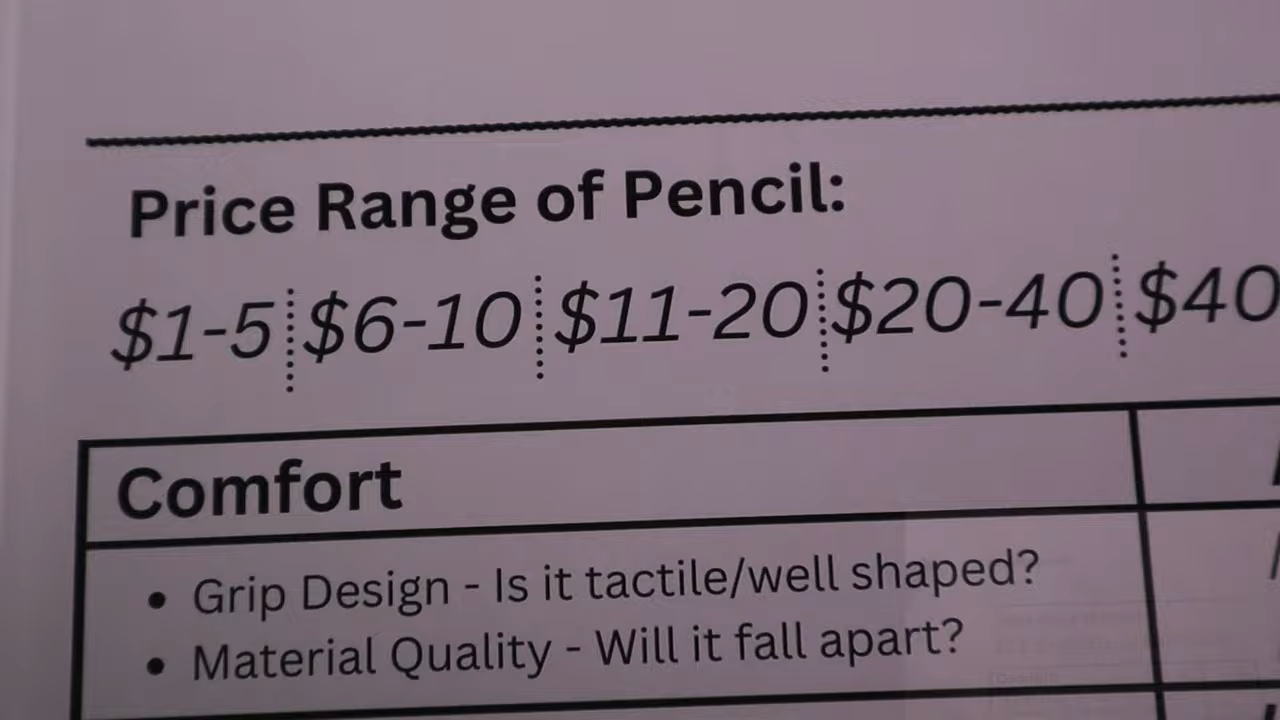 Price Range of Pencil:
$1-5 $6-10 $11-20 $20-40 $40
Comfort
• Grip Design - Is it tactile/well shaped?
• Material Quality - Will it fall apart?